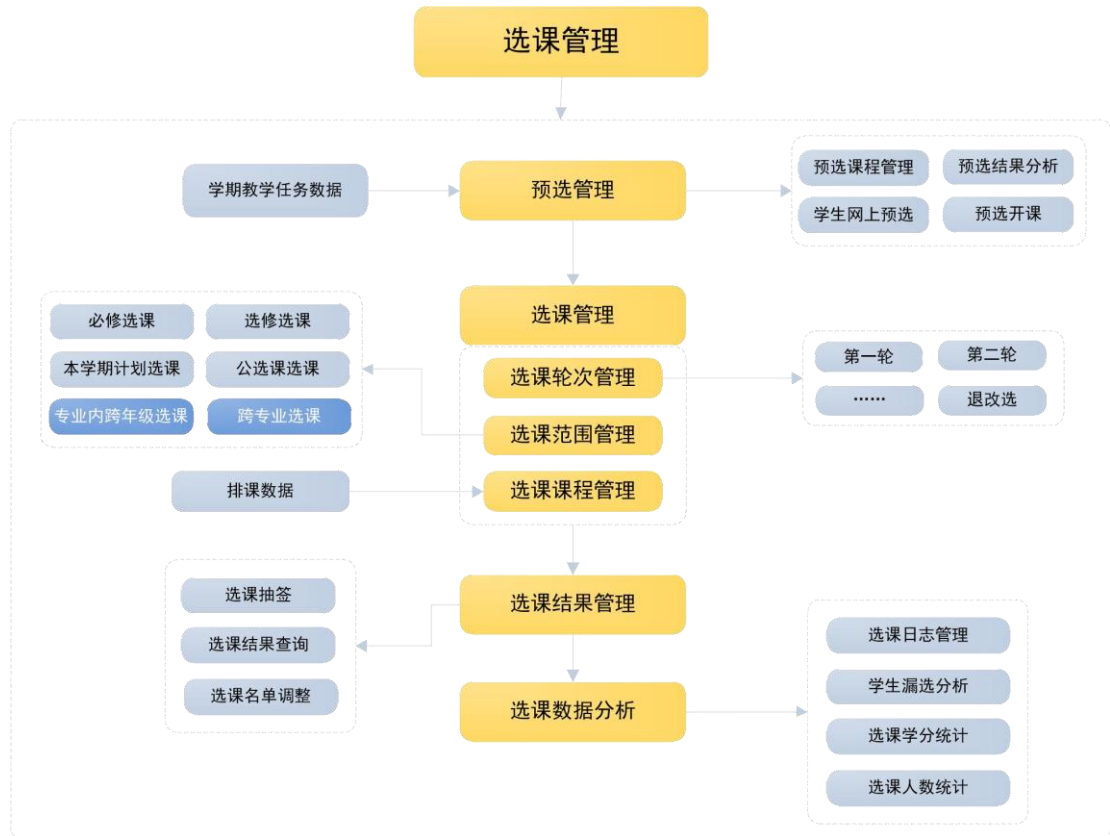 选课管理
学期教学任务数据
预选管理
预选课程管理
预选结果分析
学生网上预选
预选开课
选课管理
必修选课
选修选课
本学期计划选课
公选课选课
专业内跨年级选课
跨专业选课
选课轮次管理
选课范围管理
选课课程管理
第一轮
第二轮
……
退改选
排课数据
选课抽签
选课结果查询
选课名单调整
选课结果管理
选课数据分析
选课日志管理
学生漏选分析
选课学分统计
选课人数统计